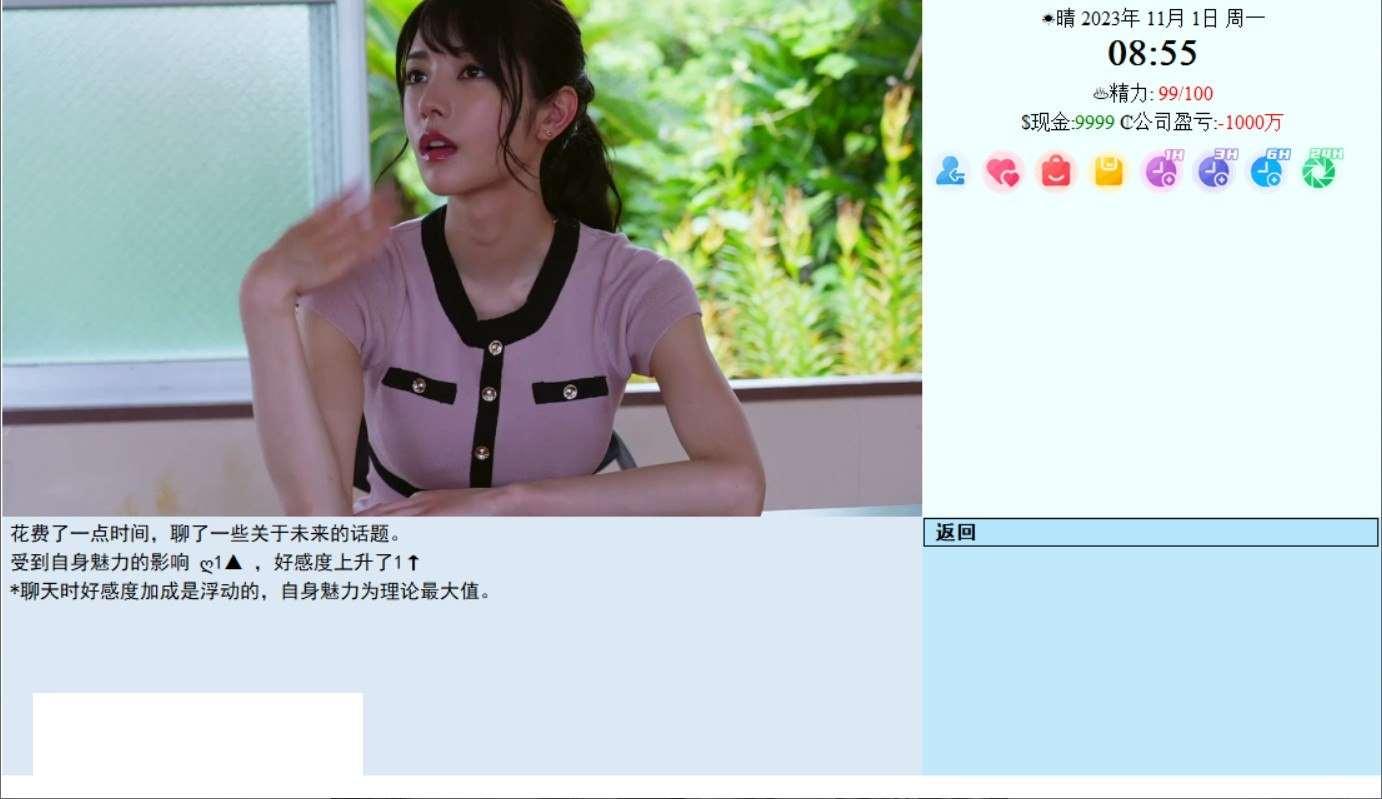 ☀晴 2023年 11月 1日 周一
08:55
♨精力: 99/100
$现金:9999 ₵公司盈亏:-1000万
1H 3H 6H 24H
花费了一点时间，聊了一些关于未来的话题。
受到自身魅力的影响 ღ1▲ ，好感度上升了1↑
*聊天时好感度加成是浮动的，自身魅力为理论最大值。
返回